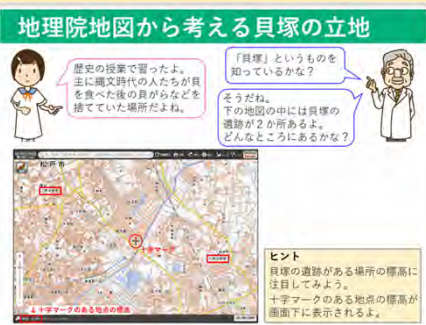 地理院地図から考える貝塚の立地
「貝塚」というものを
知っているかな？
歴史の授業で習ったよ。
主に縄文時代の人たちが貝
を食べた後の貝がらなどを
捨てていた場所だよね。
そうだね。
下の地図の中には貝塚の
遺跡が２か所あるよ。
どんなところにあるかな？
松戸市
十字マーク
↓十字マークのある地点の標高
ヒント
貝塚の遺跡がある場所の標高に
注目してみよう。
十字マークのある地点の標高が
画面下に表示されるよ。